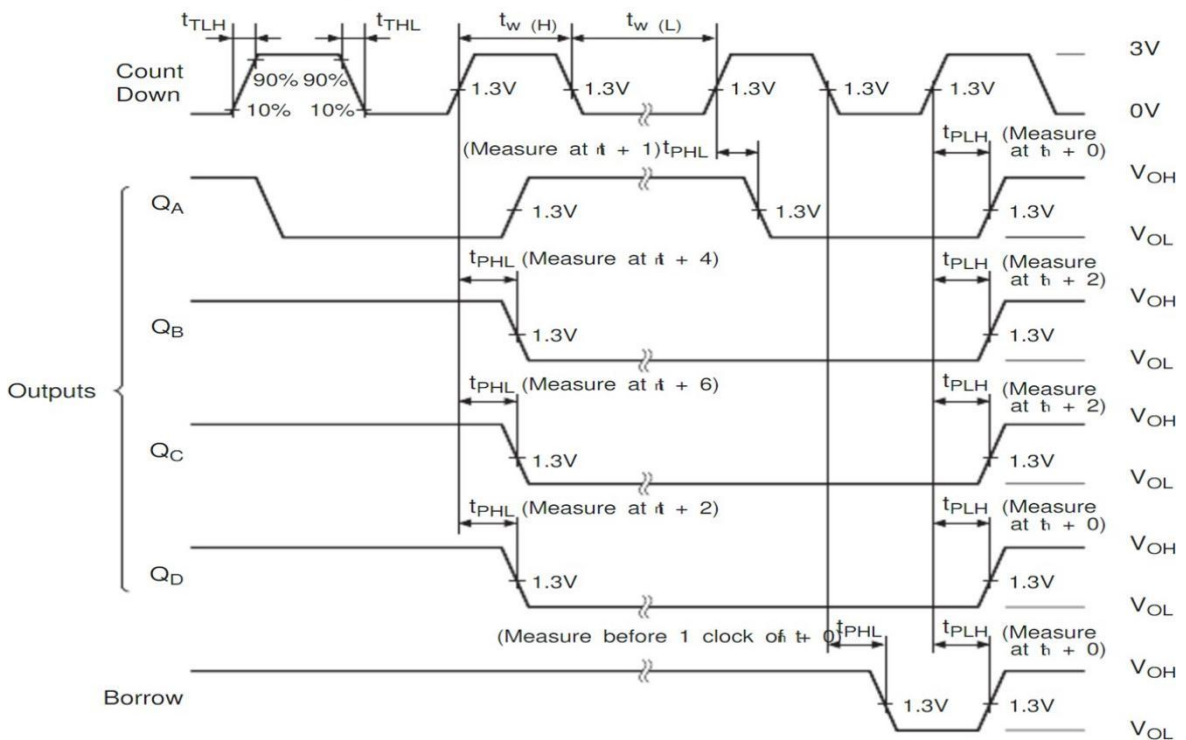 tTLH tTHL tw (H) tw (L)
Count Down
90% 90%
10% 10%
1.3V 1.3V 1.3V 1.3V 1.3V
3V
0V
(Measure at + 1) tPHL
tPLH (Measure at + 0)
QA
1.3V 1.3V 1.3V
VOH
VOL
tPHL (Measure at + 4)
tPLH (Measure at + 2)
QB
1.3V 1.3V
VOH
VOL
Outputs
tPHL (Measure at + 6)
tPLH (Measure at + 2)
QC
1.3V 1.3V
VOH
VOL
tPHL (Measure at + 2)
tPLH (Measure at + 0)
QD
1.3V 1.3V
VOH
VOL
(Measure before 1 clock of + 0) tPHL
tPLH (Measure at + 0)
Borrow
1.3V 1.3V
VOH
VOL